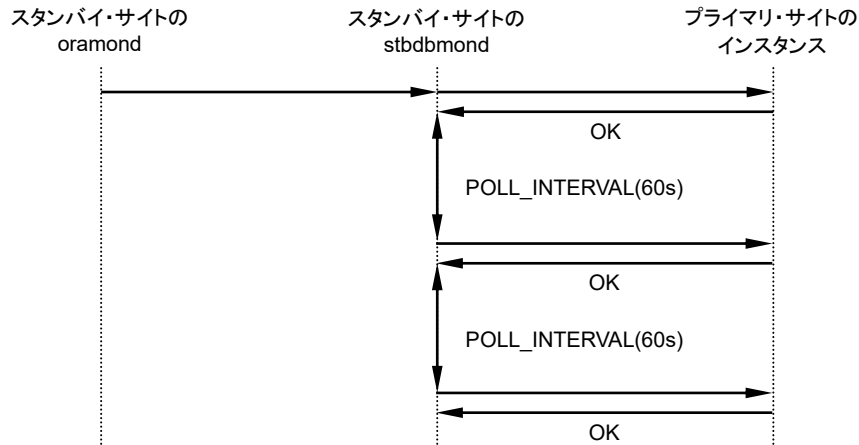 スタンバイ・サイトの
oramond
スタンバイ・サイトの
stbdbmond
プライマリ・サイトの
インスタンス
OK
POLL_INTERVAL(60s)
OK
POLL_INTERVAL(60s)
OK